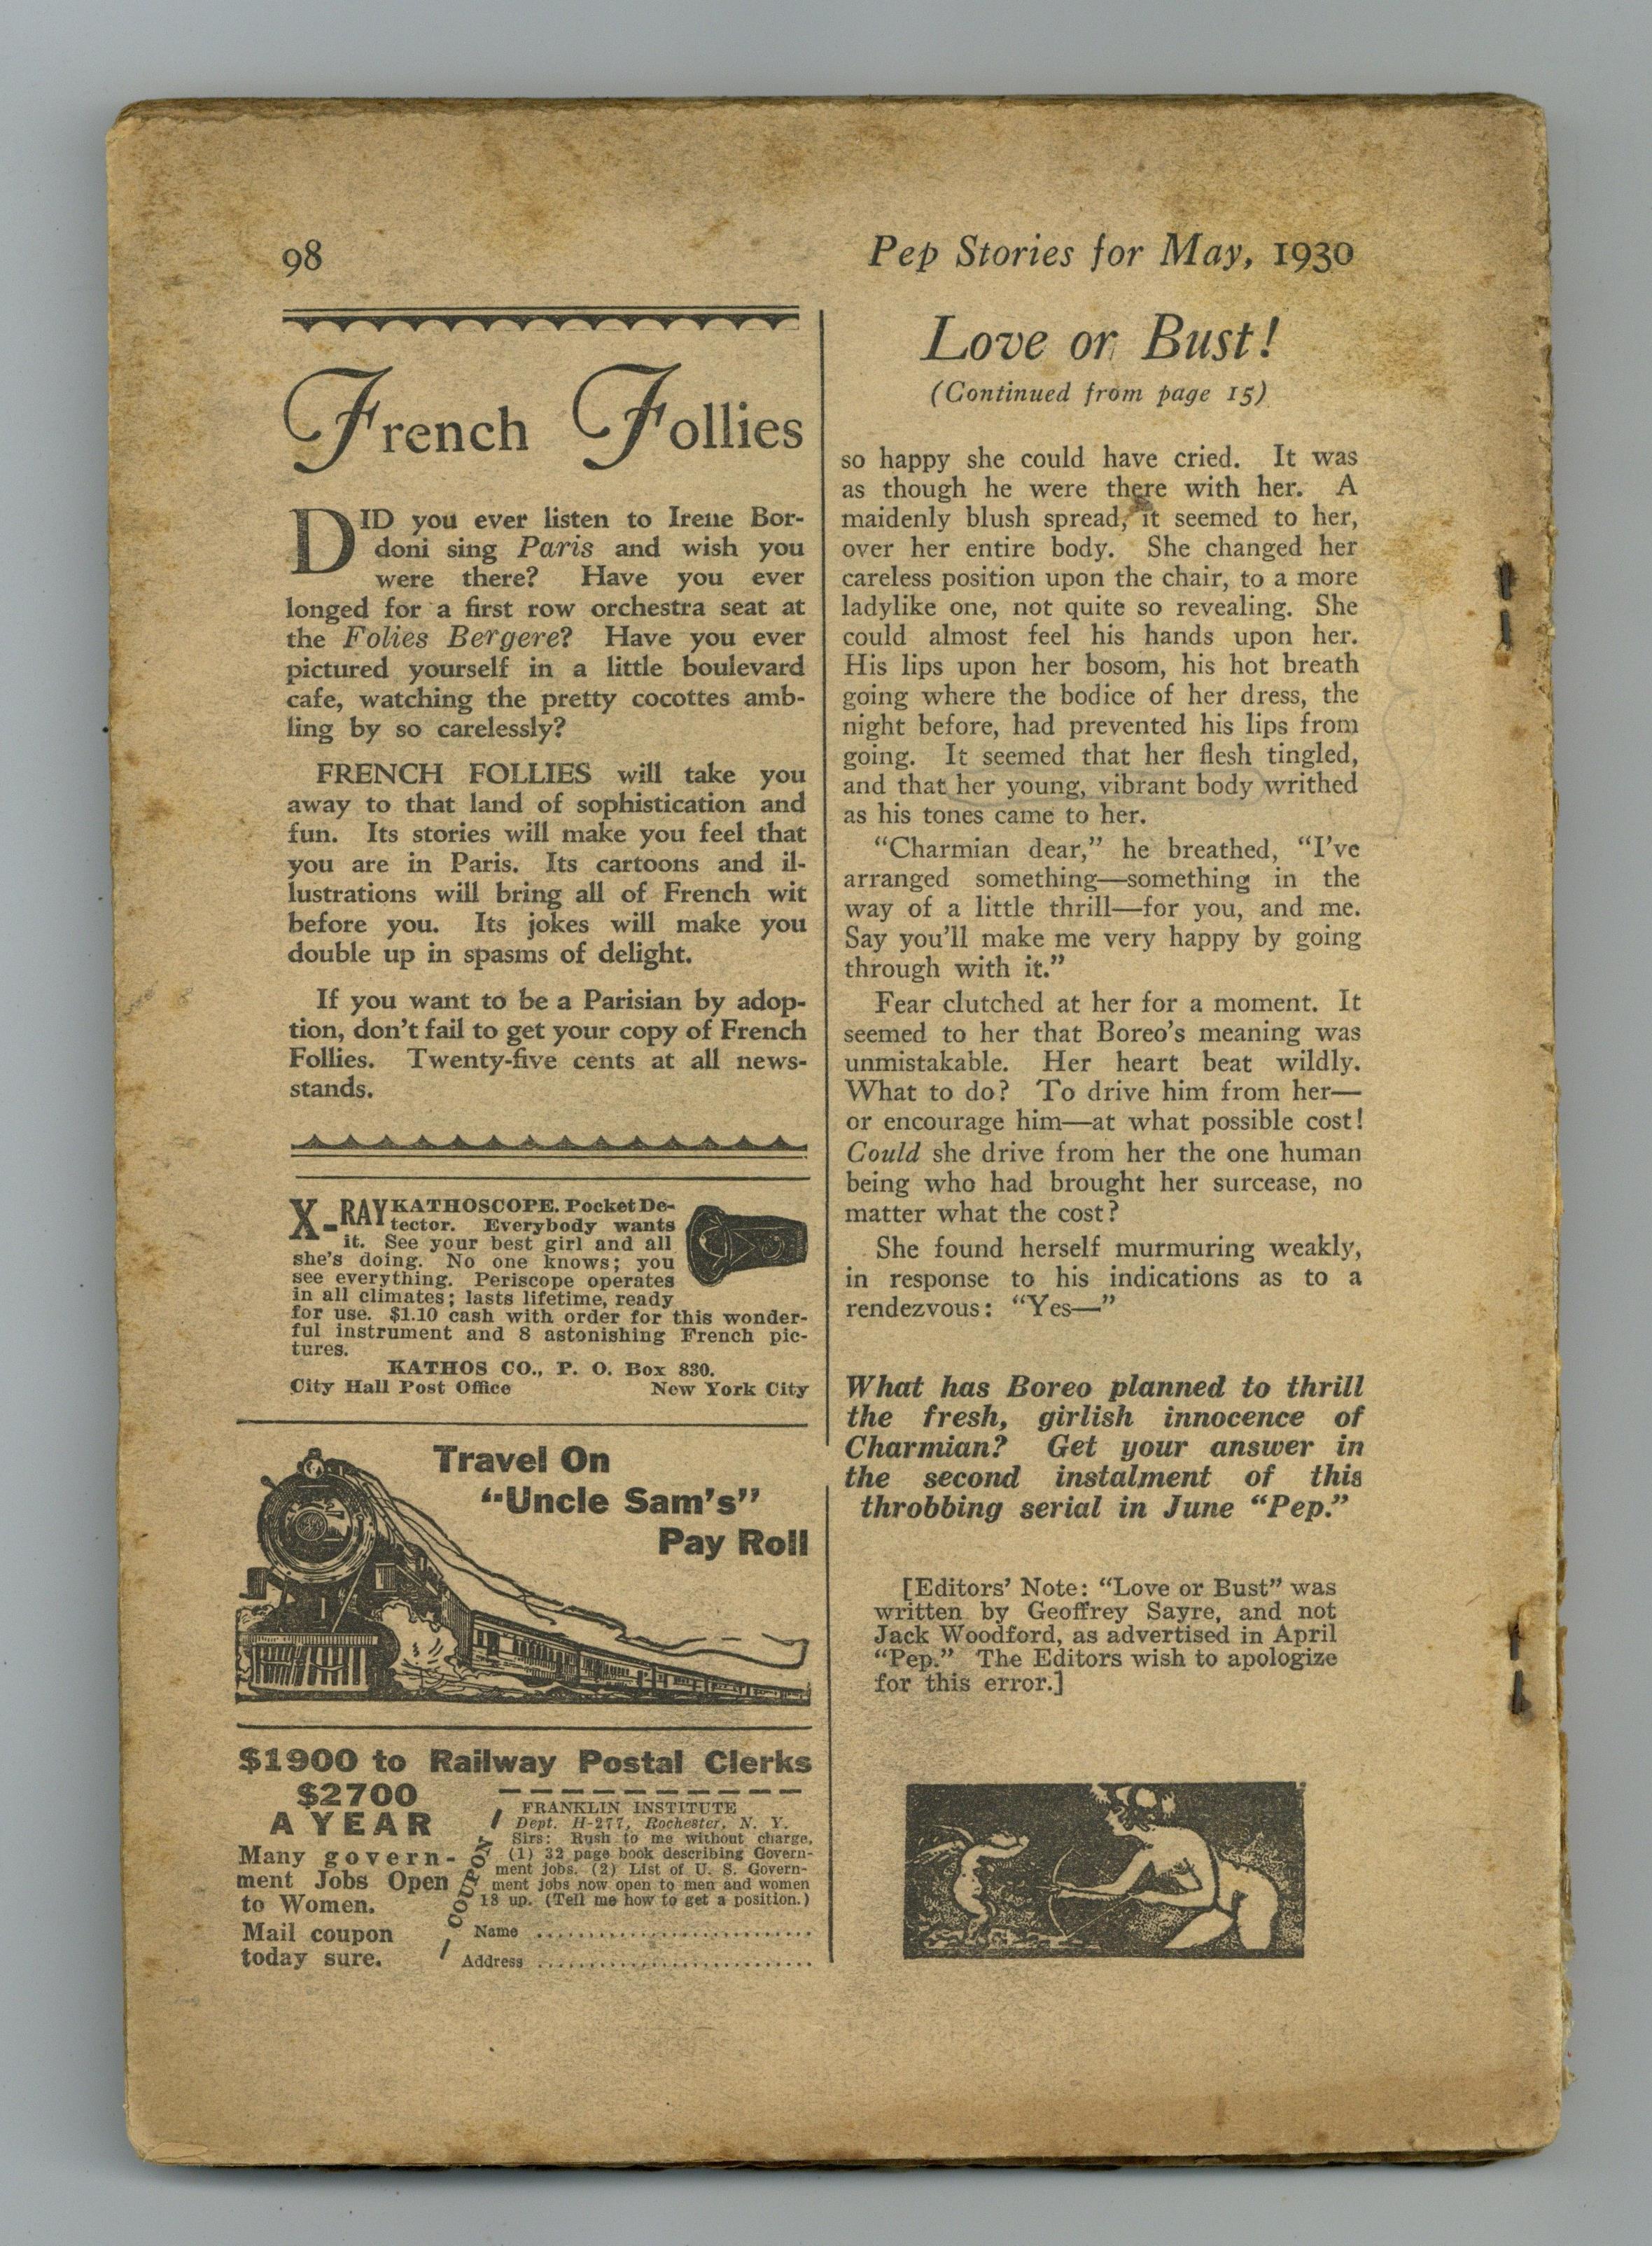 98
Pep Stories for May, 1930
French Follies
DID you ever listen to Irene Bor-
doni sing Paris and wish you
were there? Have you ever
longed for a first row orchestra seat at
the Folies Bergere? Have you ever
pictured yourself in a little boulevard
cafe, watching the pretty cocottes amb-
ling by so carelessly?
FRENCH FOLLIES will take you
away to that land of sophistication and
fun. Its stories will make you feel that
you are in Paris. Its cartoons and il-
lustrations will bring all of French wit
before you. Its jokes will make you
double up in spasms of delight.
If you want to be a Parisian by adop-
tion, don't fail to get your copy of French
Follies. Twenty-five cents at all news-
stands.
X-RAY KATHOSCOPE. Pocket De-
tector. Everybody wants
it. See your best girl and all
she's doing. No one knows; you
see everything. Periscope operates
in all climates; lasts lifetime, ready
for use. $1.10 cash with order for this wonder-
ful instrument and 8 astonishing French pic-
tures.
KATHOS CO., P. O. Box 830.
City Hall Post Office New York City
Travel On
"Uncle Sam's"
Pay Roll
$1900 to Railway Postal Clerks
$2700
A YEAR
Many govern-
ment Jobs Open
to Women.
Mail coupon
today sure.
COUPON
FRANKLIN INSTITUTE
Dept. H-277, Rochester, N. Y.
Sirs: Rush to me without charge,
(1) 32 page book describing Govern-
ment jobs. (2) List of U. S. Govern-
ment jobs now open to men and women
18 up. (Tell me how to get a position.)
Name ..........................
Address ..........................
Love or Bust!
(Continued from page 15)
so happy she could have cried. It was
as though he were there with her. A
maidenly blush spread, it seemed to her,
over her entire body. She changed her
careless position upon the chair, to a more
ladylike one, not quite so revealing. She
could almost feel his hands upon her.
His lips upon her bosom, his hot breath
going where the bodice of her dress, the
night before, had prevented his lips from
going. It seemed that her flesh tingled,
and that her young, vibrant body writhed
as his tones came to her.
"Charmian dear," he breathed, "I've
arranged something—something in the
way of a little thrill—for you, and me.
Say you'll make me very happy by going
through with it."
Fear clutched at her for a moment. It
seemed to her that Boreo's meaning was
unmistakable. Her heart beat wildly.
What to do? To drive him from her—
or encourage him—at what possible cost!
Could she drive from her the one human
being who had brought her surcease, no
matter what the cost?
She found herself murmuring weakly,
in response to his indications as to a
rendezvous: "Yes—"
What has Boreo planned to thrill
the fresh, girlish innocence of
Charmian? Get your answer in
the second instalment of this
throbbing serial in June "Pep."
[Editors' Note: "Love or Bust" was
written by Geoffrey Sayre, and not
Jack Woodford, as advertised in April
"Pep." The Editors wish to apologize
for this error.]